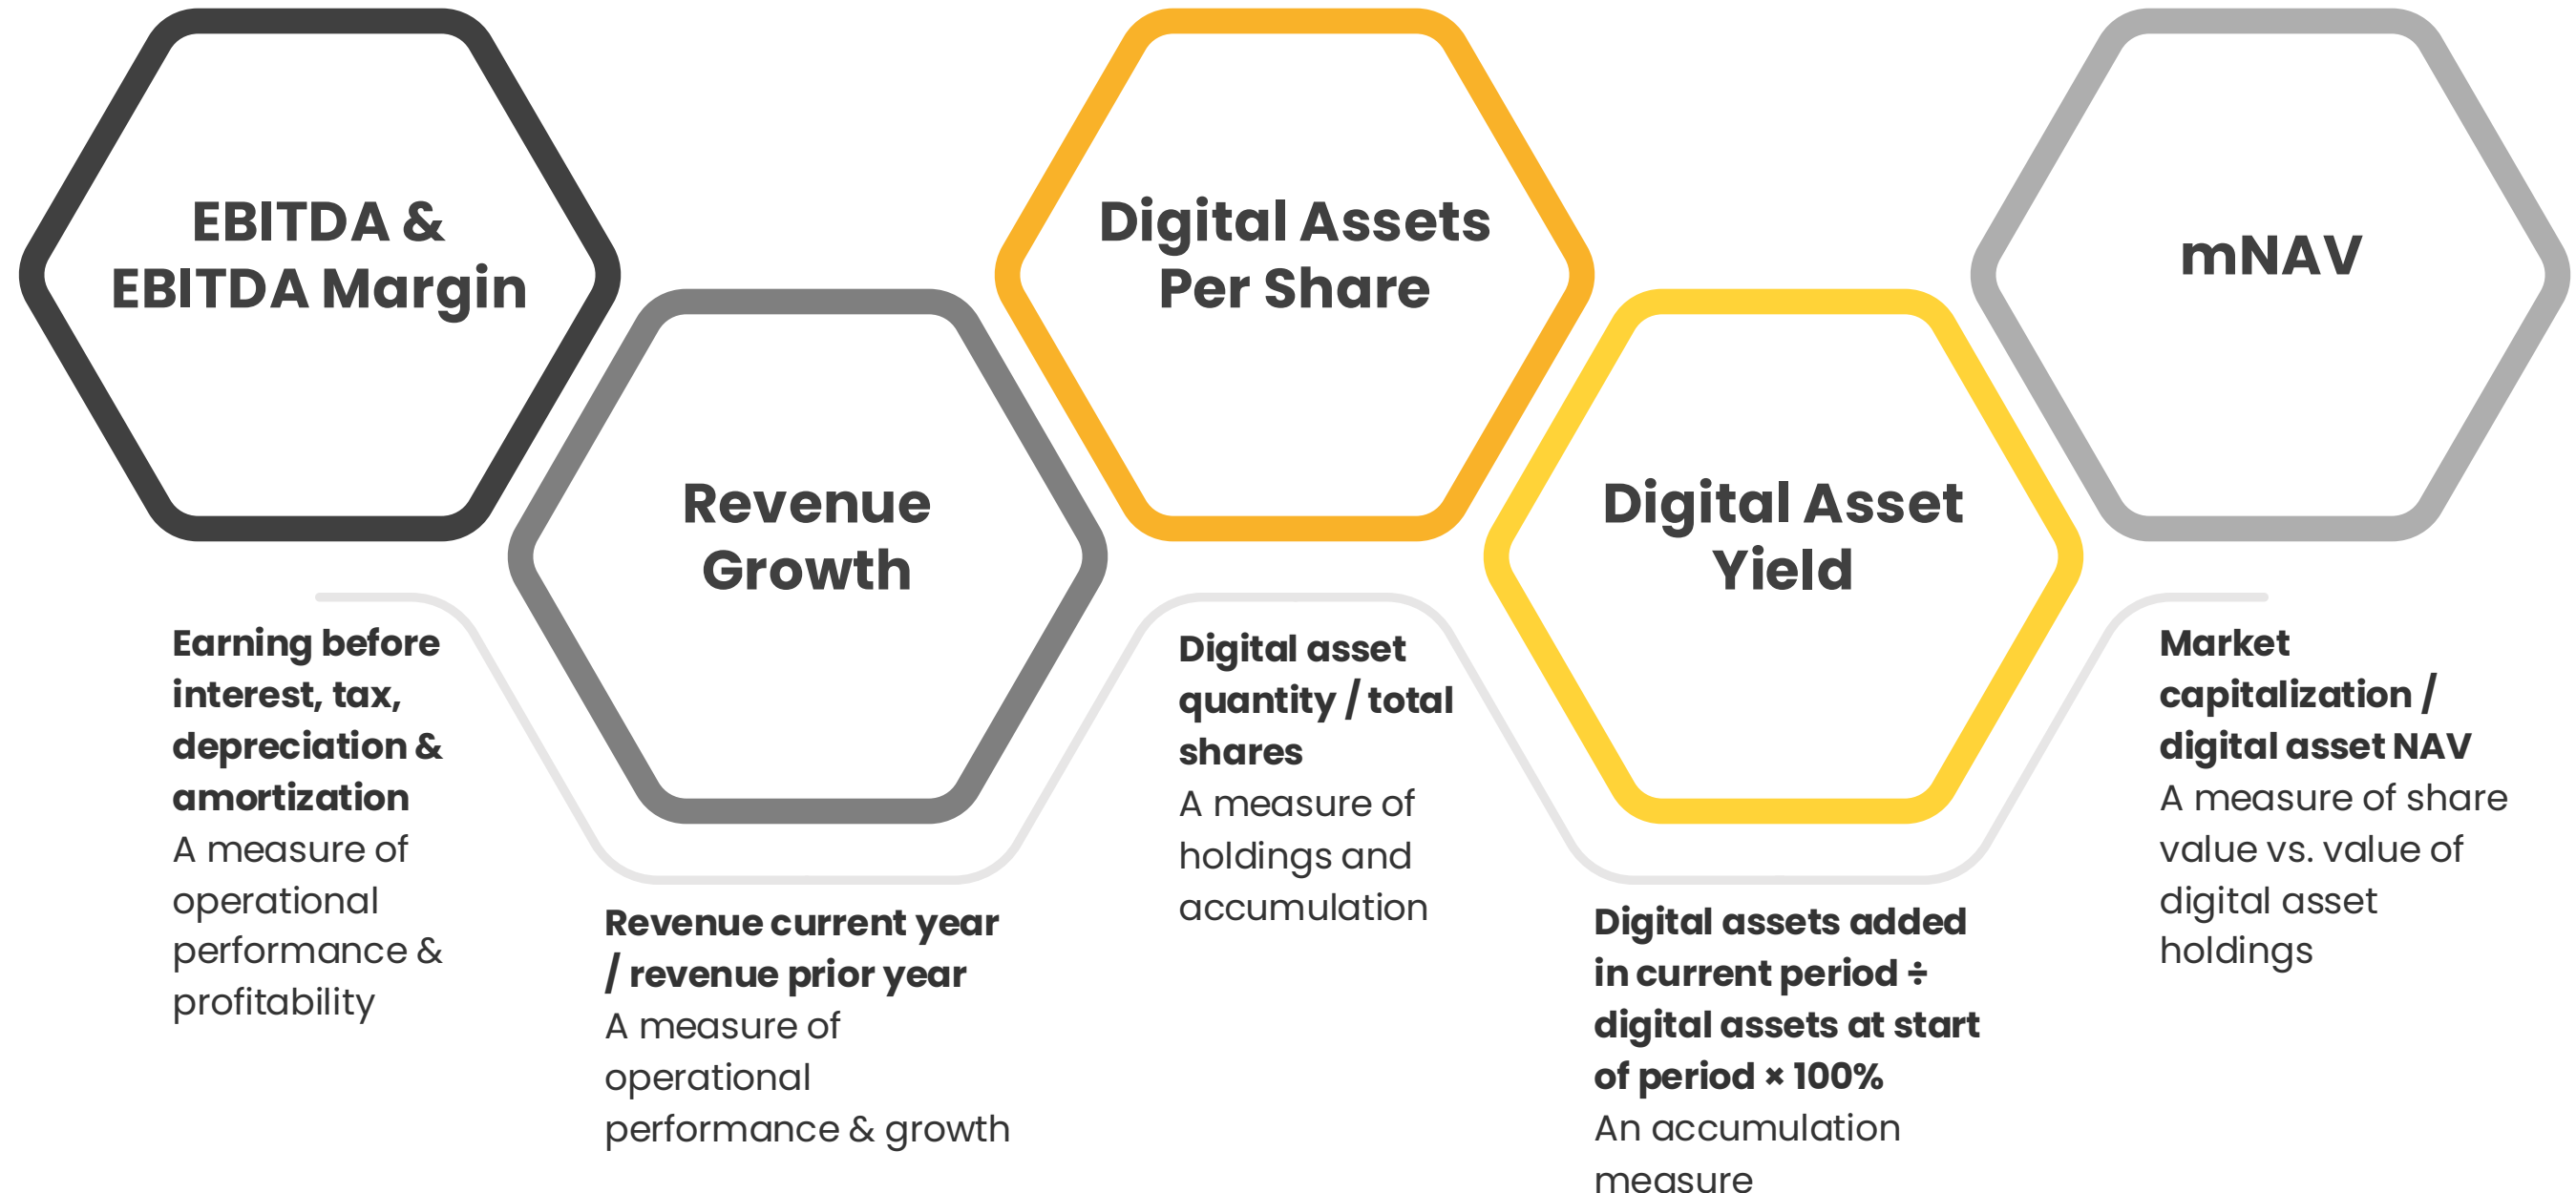 EBITDA &
EBITDA Margin
Earning before
interest, tax,
depreciation &
amortization
A measure of
operational
performance &
profitability
Revenue
Growth
Revenue current year
/ revenue prior year
A measure of
operational
performance & growth
Digital Assets
Per Share
Digital asset
quantity / total
shares
A measure of
holdings and
accumulation
Digital Asset
Yield
Digital assets added
in current period ÷
digital assets at start
of period × 100%
An accumulation
measure
mNAV
Market
capitalization /
digital asset NAV
A measure of share
value vs. value of
digital asset
holdings